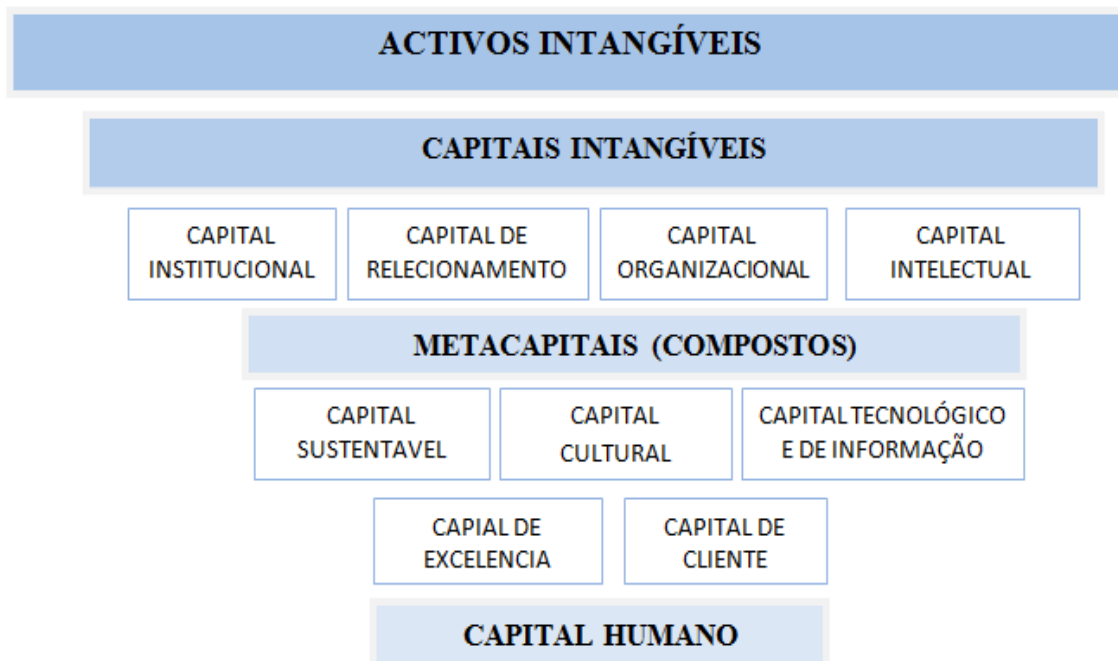 ACTIVOS INTANGÍVEIS
CAPITAIS INTANGÍVEIS
CAPITAL
INSTITUCIONAL
CAPITAL DE
RELECIONAMENTO
CAPITAL
ORGANIZACIONAL
CAPITAL
INTELECTUAL
METACAPITAIS (COMPOSTOS)
CAPITAL
SUSTENTAVEL
CAPITAL
CULTURAL
CAPITAL TECNOLÓGICO
E DE INFORMAÇÃO
CAPIAL DE
EXCELENCIA
CAPITAL DE
CLIENTE
CAPITAL HUMANO